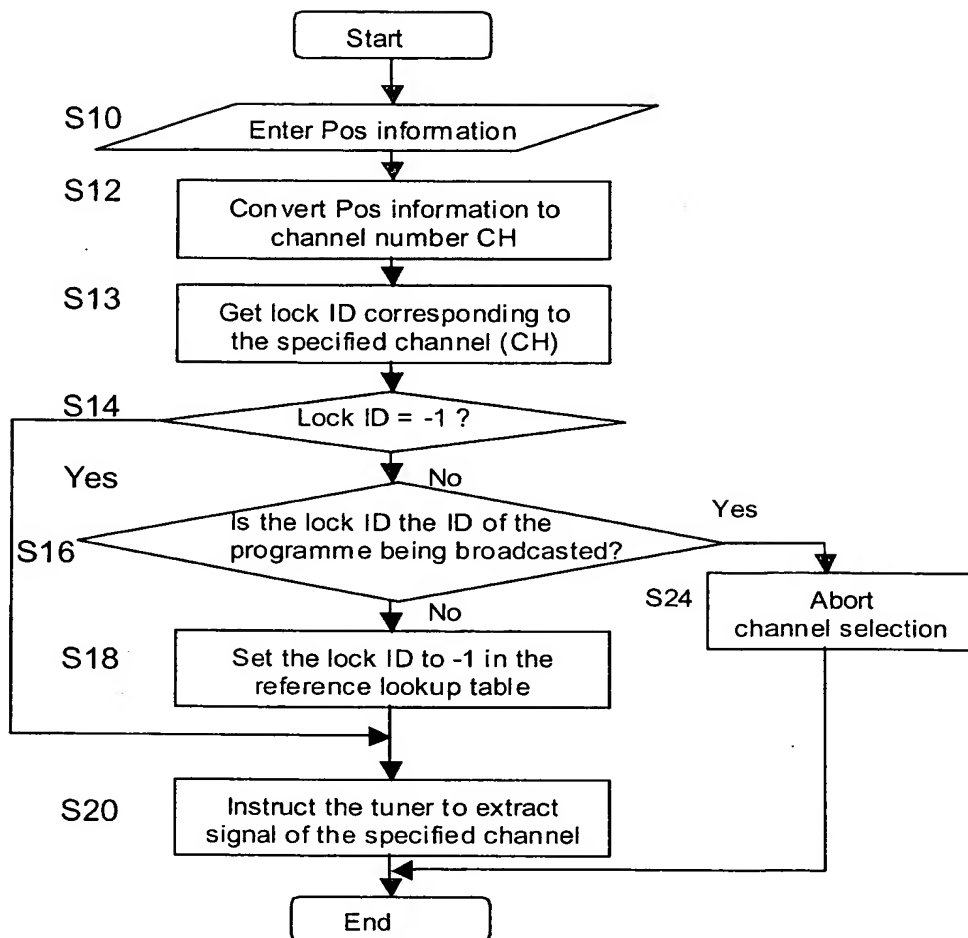 Start
S10
Enter Pos information
S12
Convert Pos information to
channel number CH
S13
Get lock ID corresponding to
the specified channel (CH)
S14
Lock ID = -1 ?
Yes
No
Is the lock ID the ID of the
programme being broadcasted?
Yes
S16
S24
Abort
channel selection
No
S18
Set the lock ID to -1 in the
reference lookup table
S20
Instruct the tuner to extract
signal of the specified channel
End